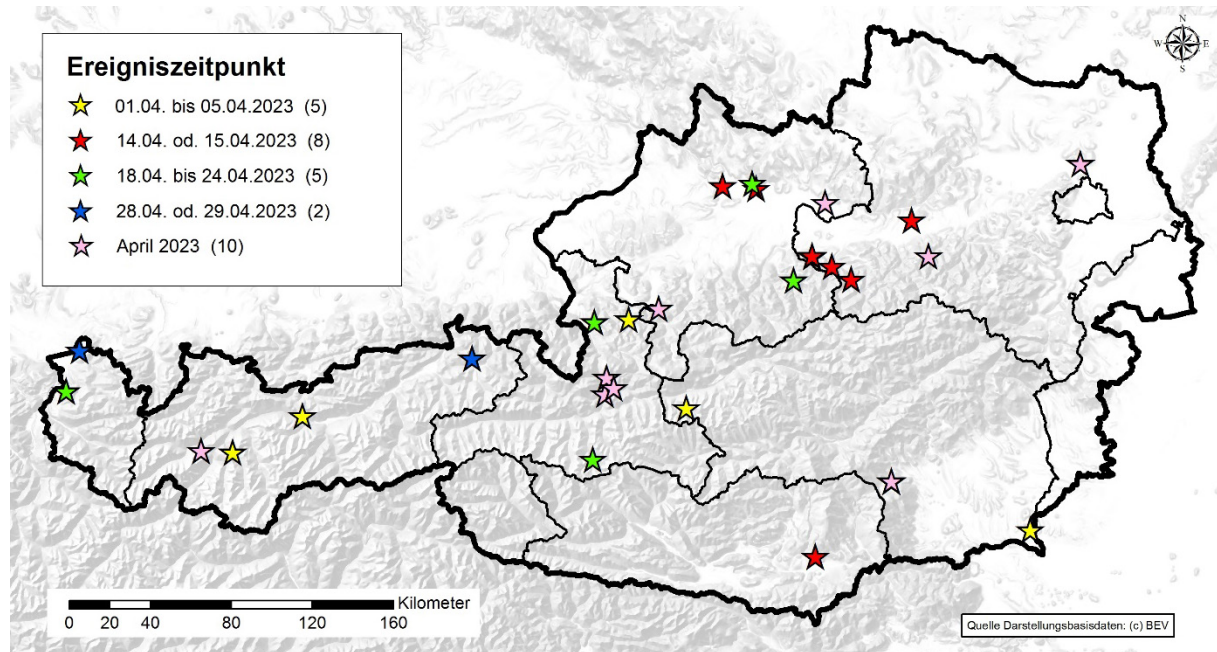 Ereigniszeitpunkt
01.04. bis 05.04.2023 (5)
14.04. od. 15.04.2023 (8)
18.04. bis 24.04.2023 (5)
28.04. od. 29.04.2023 (2)
April 2023 (10)
N
W E
S
Kilometer
0 20 40 80 120 160
Quelle Darstellungsbasisdaten: (c) BEV